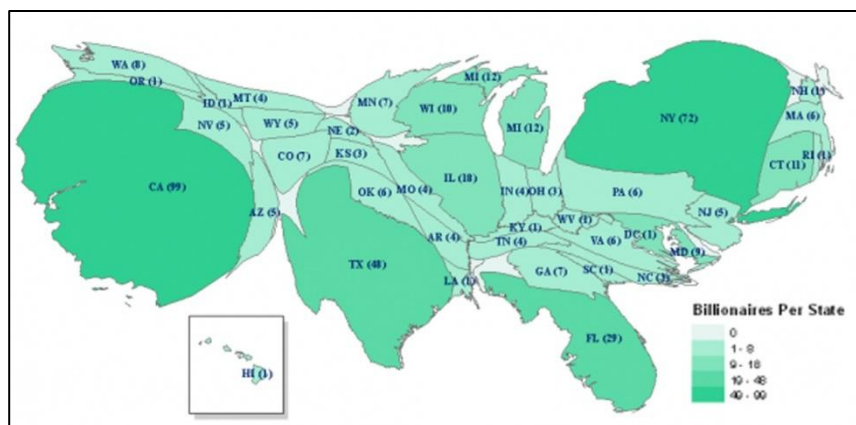 WA (8)
OR (1)
ID (1)
MT (4)
MN (7)
MI (12)
WI (10)
MI (12)
NY (72)
NH (1)
MA (6)
RI (1)
CT (11)
NV (5)
WY (5)
NE (2)
CO (7)
KS (3)
IL (18)
IN (4)
OH (3)
PA (6)
NJ (5)
CA (99)
AZ (5)
OK (6)
MO (4)
KY (1)
WV (1)
DC (1)
TN (4)
VA (6)
MD (9)
AR (4)
TX (48)
LA (1)
GA (7)
SC (1)
NC (3)
FL (29)
HI (1)
Billionaires Per State
0
1 - 8
9 - 18
19 - 48
49 - 99